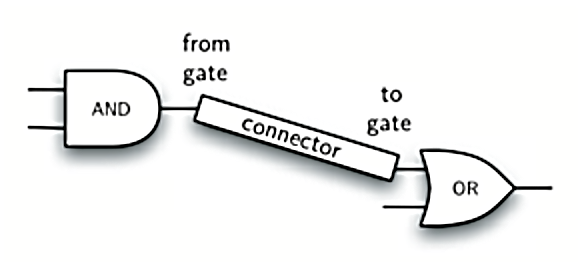 from
gate
AND
connector
to
gate
OR